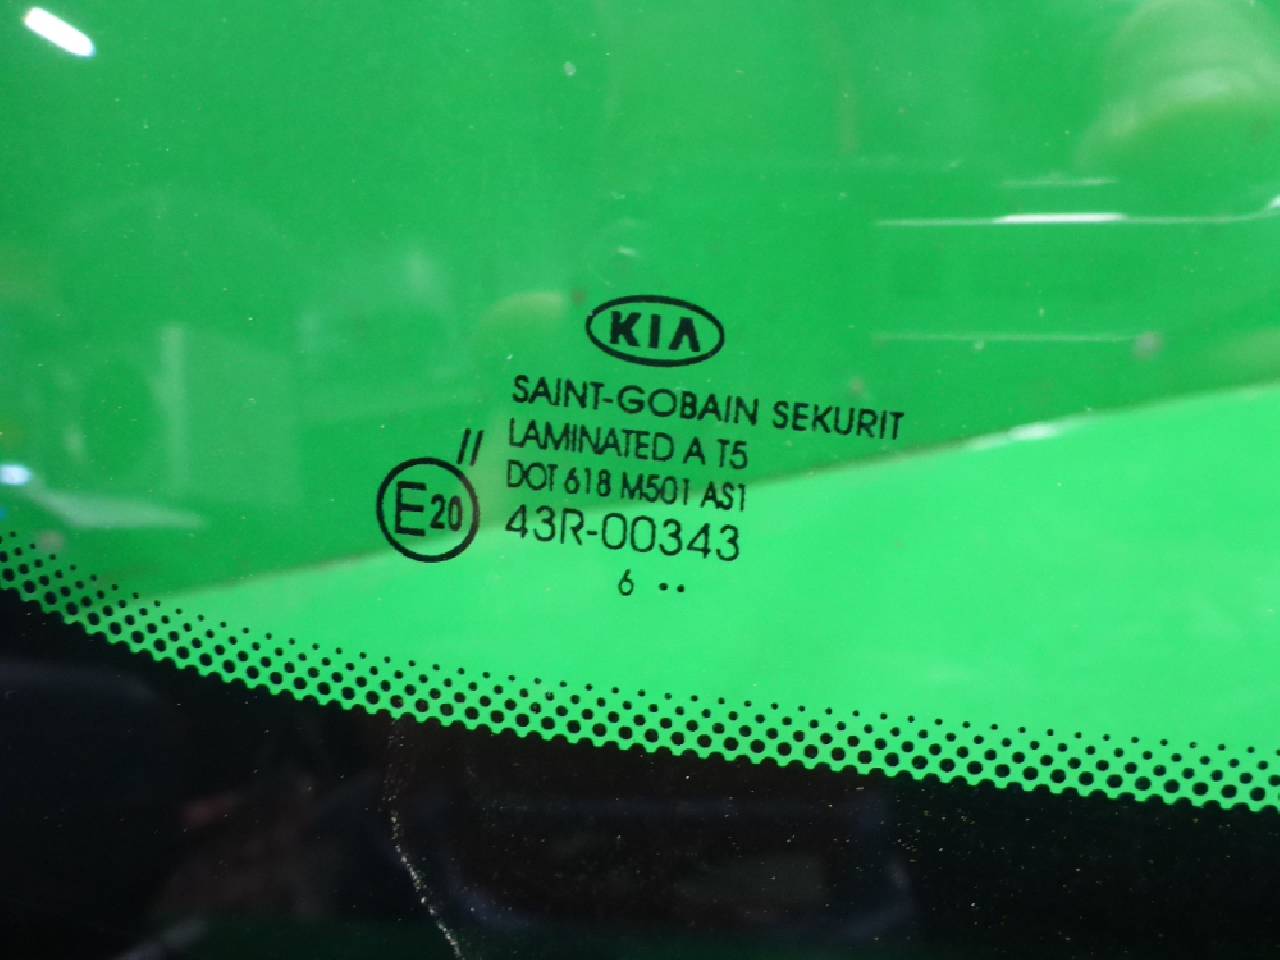 KIA
SAINT-GOBAIN SEKURIT
// LAMINATED A T5
DOT 618 M501 AS1
E20 43R-00343
6 ••